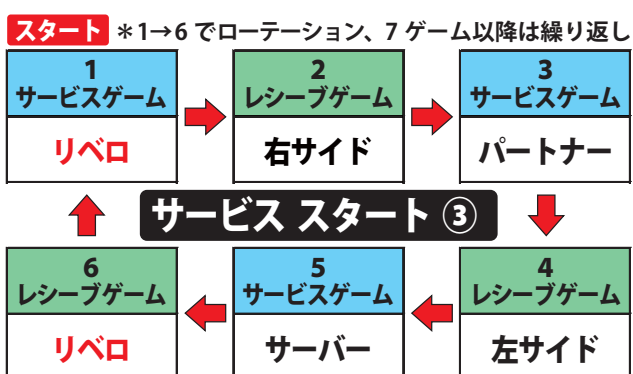 スタート ＊1→6 でローテーション、7 ゲーム以降は繰り返し
1
サービスゲーム
リベロ
2
レシーブゲーム
右サイド
3
サービスゲーム
パートナー
サービス スタート ③
6
レシーブゲーム
リベロ
5
サービスゲーム
サーバー
4
レシーブゲーム
左サイド